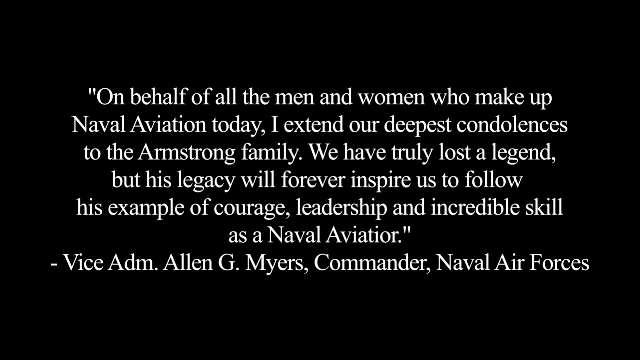 "On behalf of all the men and women who make up
Naval Aviation today, I extend our deepest condolences
to the Armstrong family. We have truly lost a legend,
but his legacy will forever inspire us to follow
his example of courage, leadership and incredible skill
as a Naval Aviatior."
- Vice Adm. Allen G. Myers, Commander, Naval Air Forces